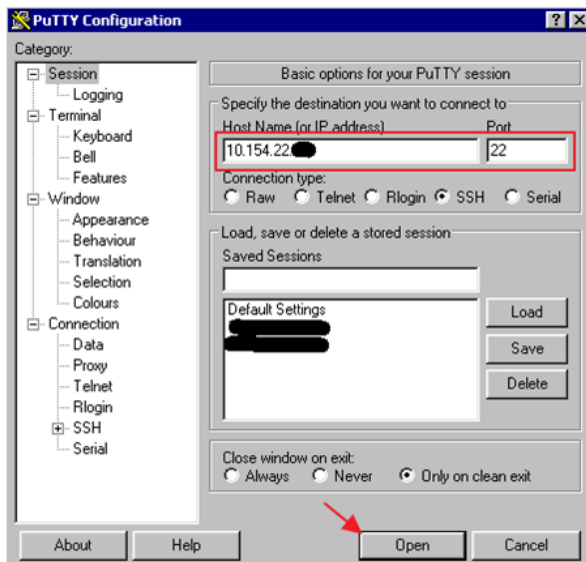 PuTTY Configuration
Category:
Session
Logging
Terminal
Keyboard
Bell
Features
Window
Appearance
Behaviour
Translation
Selection
Colours
Connection
Data
Proxy
Telnet
Rlogin
SSH
Serial
Basic options for your PuTTY session
Specify the destination you want to connect to
Host Name (or IP address) Port
10.154.22. 22
Connection type:
Raw Telnet Rlogin SSH Serial
Load, save or delete a stored session
Saved Sessions
Default Settings
Load
Save
Delete
Close window on exit:
Always Never Only on clean exit
About Help Open Cancel